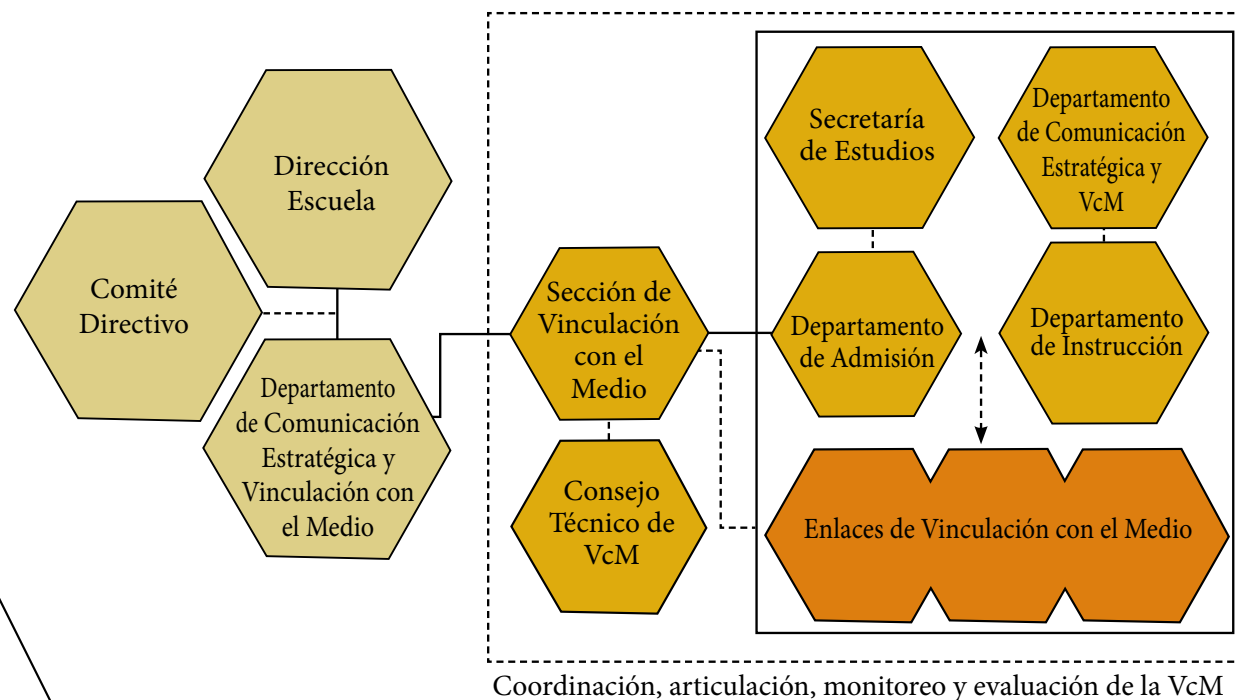 Dirección
Escuela
Comité
Directivo
Departamento
de Comunicación
Estratégica y
Vinculación con
el Medio
Sección de
Vinculación
con el
Medio
Consejo
Técnico de
VcM
Secretaría
de Estudios
Departamento
de Comunicación
Estratégica y
VcM
Departamento
de Admisión
Departamento
de Instrucción
Enlaces de Vinculación con el Medio
Coordinación, articulación, monitoreo y evaluación de la VcM